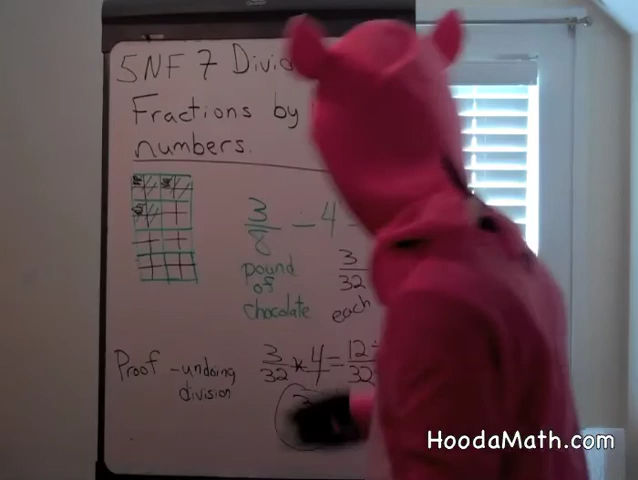 5NF 7 Divi
Fractions by
numbers.
3/8 ÷ 4
pound
of
chocolate
3/32
each
Proof - undoing
division
3/32 * 4 = 12/32 ÷
3
HoodaMath.com